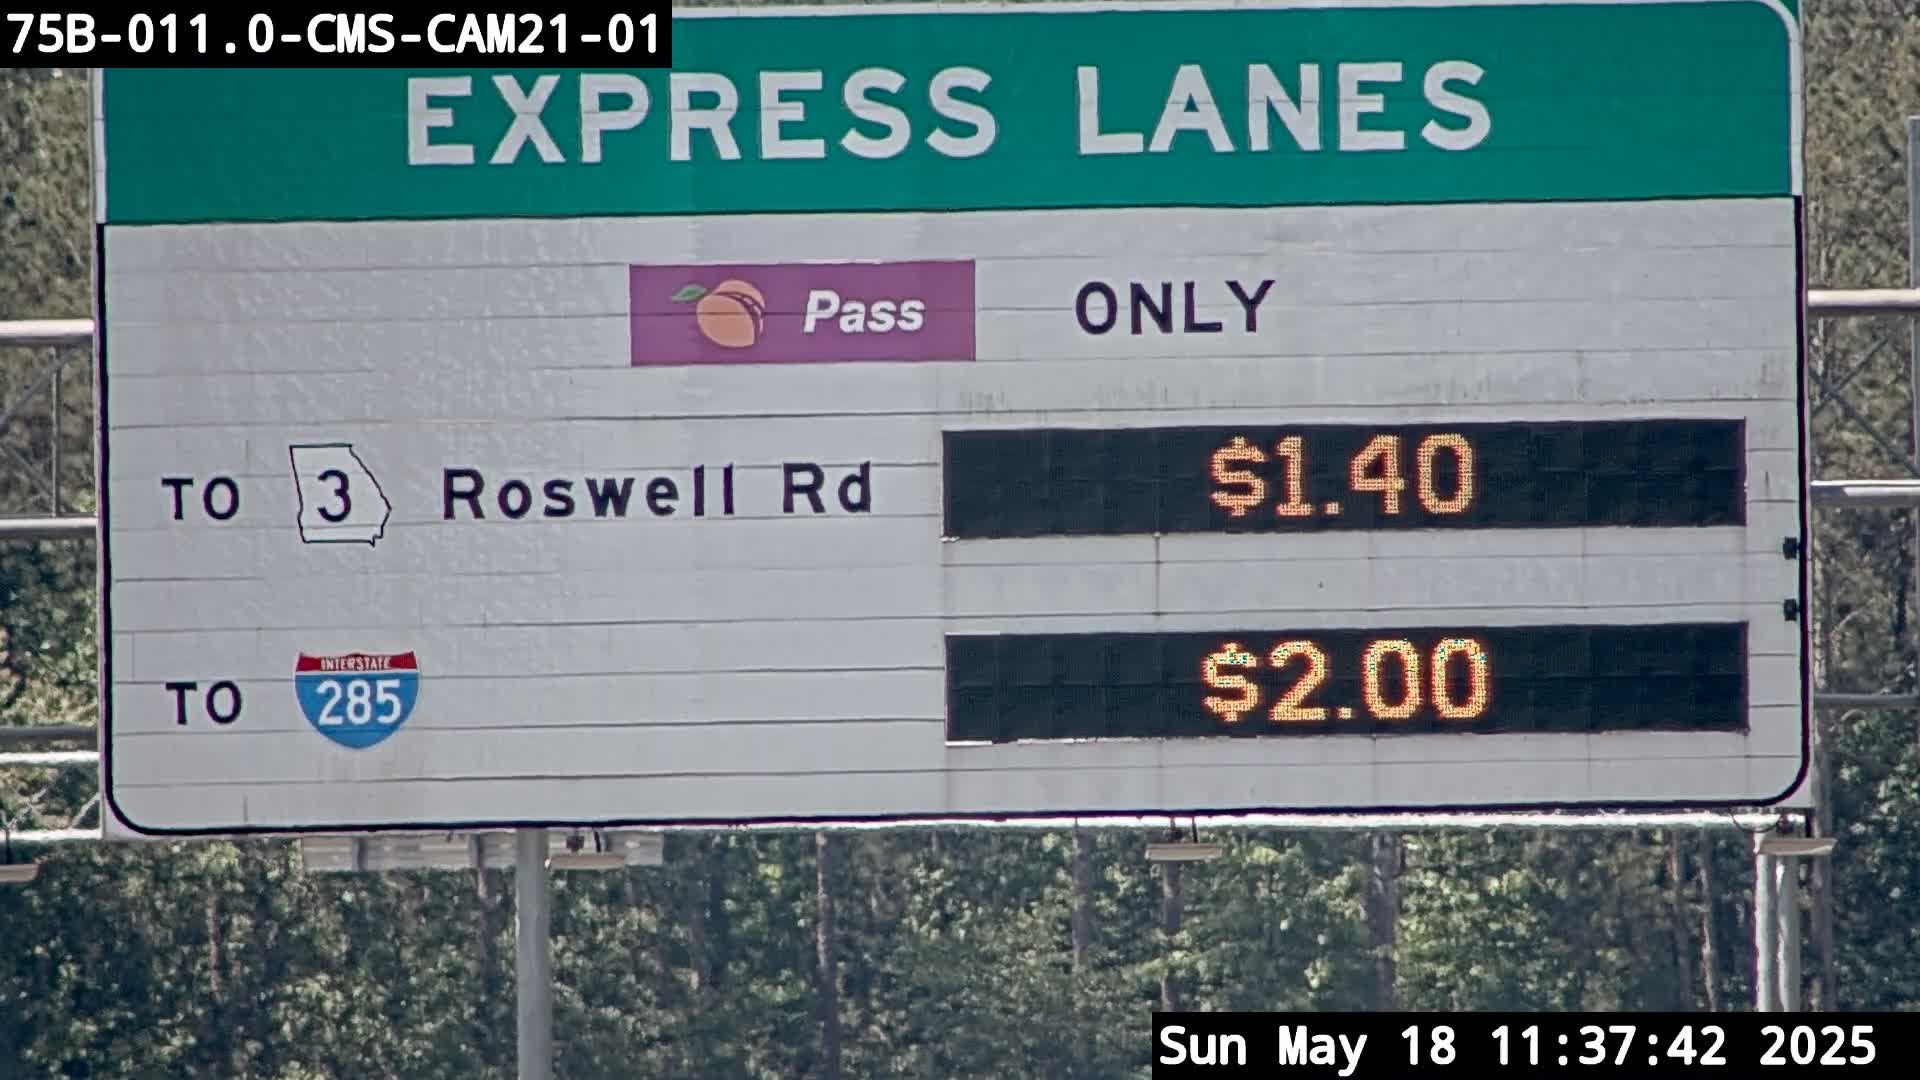 75B-011.0-CMS-CAM21-01
EXPRESS LANES
Pass ONLY
TO 3 Roswell Rd $1.40
TO INTERSTATE 285 $2.00
Sun May 18 11:37:42 2025